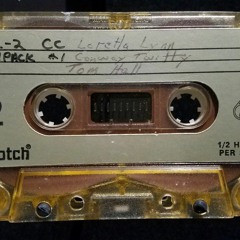 -2 CC Loretta Lynn
PACK #1 Conway Twitty
Tom Hall
otch
1/2 H
PER